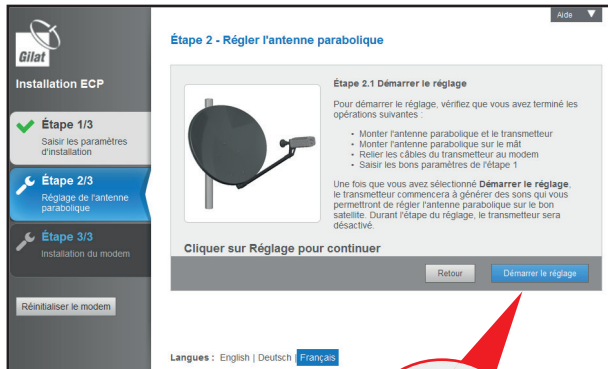 Aide
Gilat
Installation ECP
Étape 1/3
Saisir les paramètres
d'installation
Étape 2/3
Réglage de l'antenne
parabolique
Étape 3/3
Installation du modem
Réinitialiser le modem
Étape 2 - Régler l'antenne parabolique
Étape 2.1 Démarrer le réglage
Pour démarrer le réglage, vérifiez que vous avez terminé les
opérations suivantes :
• Monter l'antenne parabolique et le transmetteur
• Monter l'antenne parabolique sur le mât
• Relier les câbles du transmetteur au modem
• Saisir les bons paramètres de l'étape 1
Une fois que vous avez sélectionné Démarrer le réglage,
le transmetteur commencera à générer des sons qui vous
permettront de régler l'antenne parabolique sur le bon
satellite. Durant l'étape du réglage, le transmetteur sera
désactivé.
Cliquer sur Réglage pour continuer
Retour
Démarrer le réglage
Langues : English | Deutsch | Français